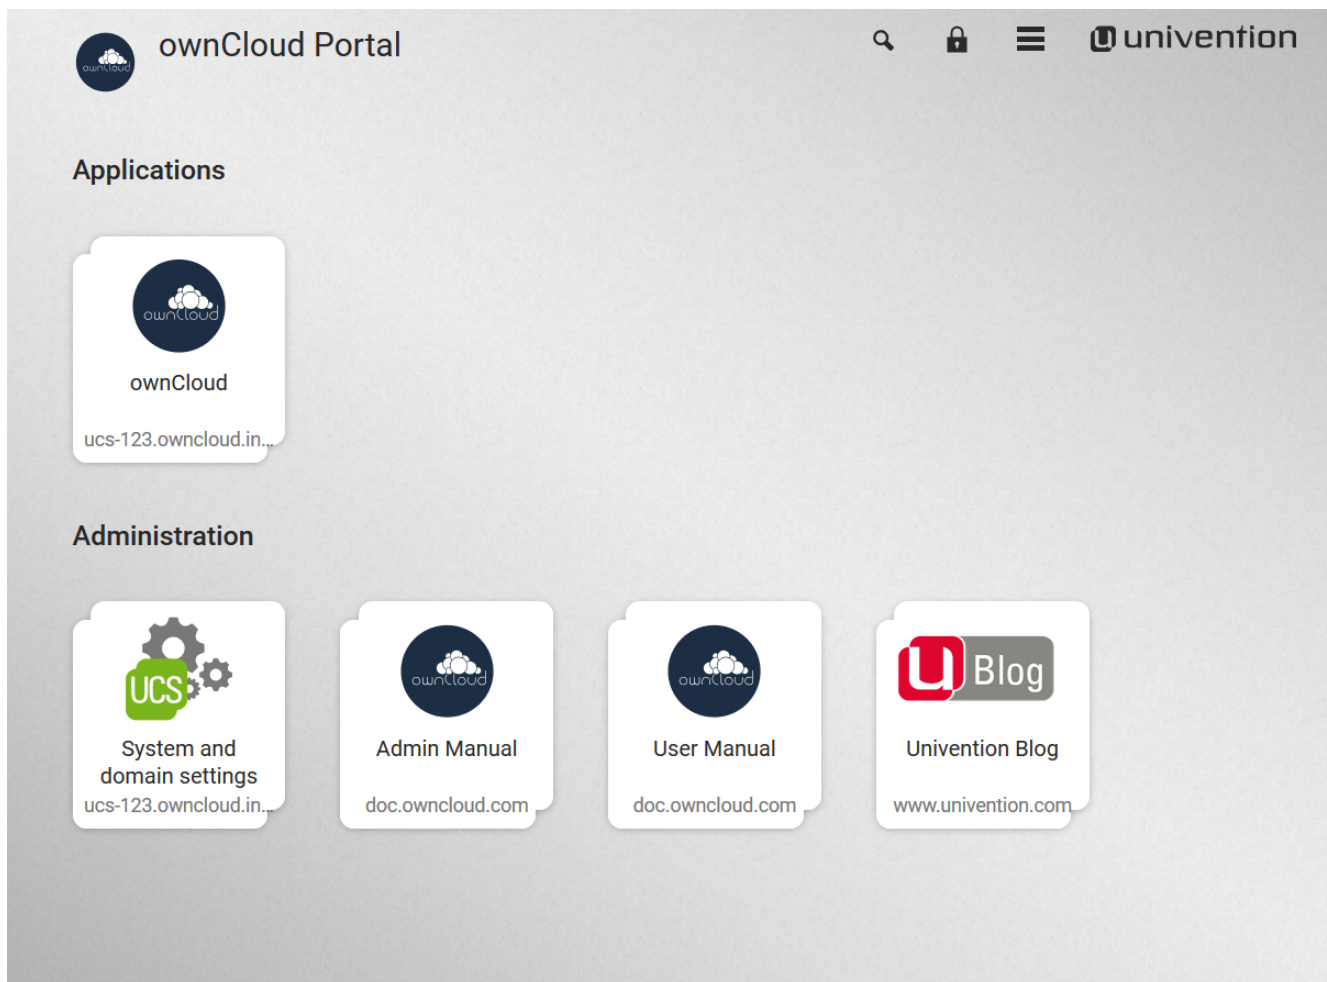 ownCloud
ownCloud Portal
univention
Applications
ownCloud
ownCloud
ucs-123.owncloud.in...
Administration
UCS
System and
domain settings
ucs-123.owncloud.in...
ownCloud
Admin Manual
doc.owncloud.com
ownCloud
User Manual
doc.owncloud.com
U Blog
Univention Blog
www.univention.com